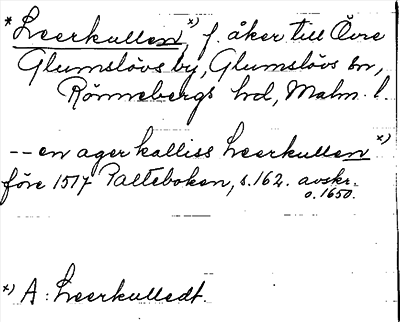 *Leerkullen x) f. åker till Övre
Glumslövs by, Glumslövs sn,
Rönnebergs hd, Malm. l.
-- en ager kalliss Leerkullen x)
före 1517 Palteboken, s.162. avskr.
o.1650.
x) A: Leerkulledt.